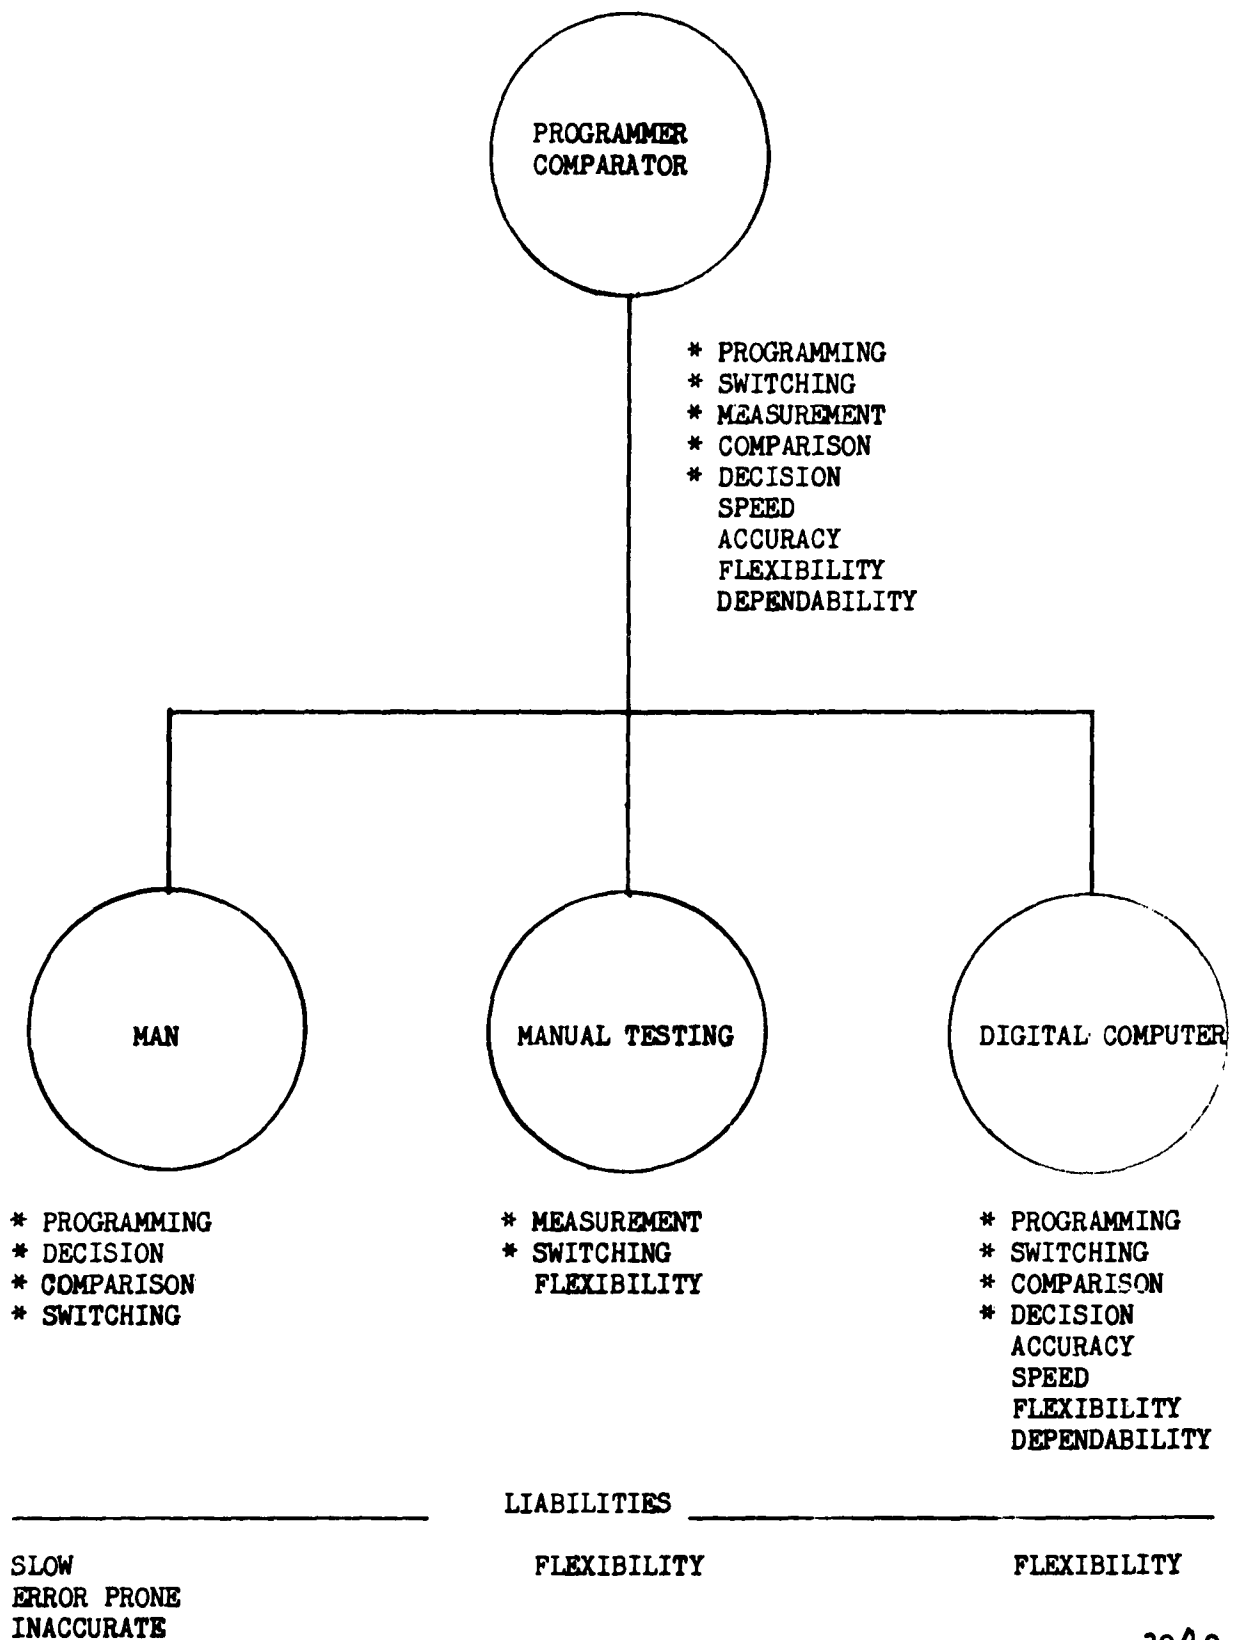 PROGRAMMER
COMPARATOR
* PROGRAMMING
* SWITCHING
* MEASUREMENT
* COMPARISON
* DECISION
SPEED
ACCURACY
FLEXIBILITY
DEPENDABILITY
MAN
MANUAL TESTING
DIGITAL COMPUTER
* PROGRAMMING
* DECISION
* COMPARISON
* SWITCHING
* MEASUREMENT
* SWITCHING
FLEXIBILITY
* PROGRAMMING
* SWITCHING
* COMPARISON
* DECISION
ACCURACY
SPEED
FLEXIBILITY
DEPENDABILITY
LIABILITIES
SLOW
ERROR PRONE
INACCURATE
FLEXIBILITY
FLEXIBILITY